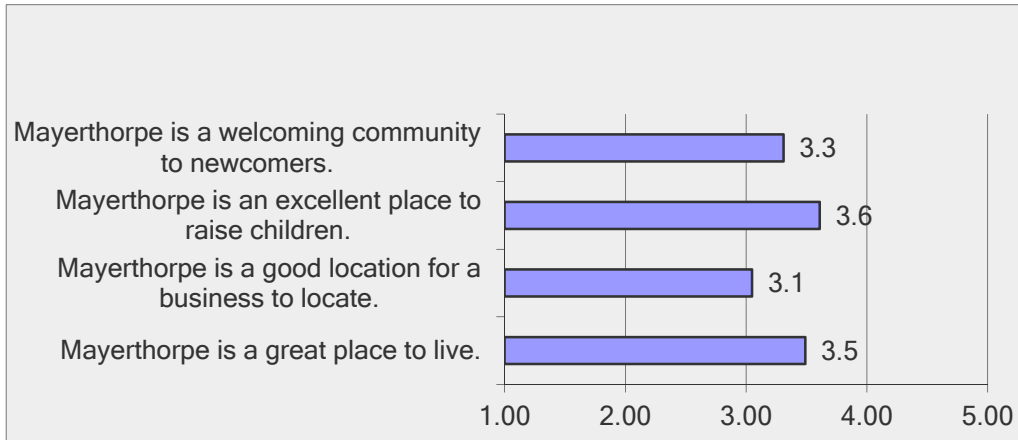 Mayerthorpe is a welcoming community
to newcomers.
3.3
Mayerthorpe is an excellent place to
raise children.
3.6
Mayerthorpe is a good location for a
business to locate.
3.1
Mayerthorpe is a great place to live.
3.5
1.00 2.00 3.00 4.00 5.00